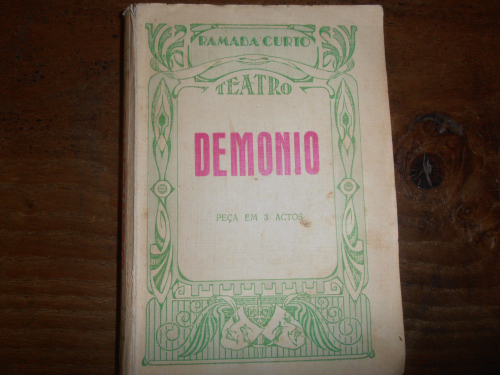 RAMADA CURTO
TEATRO
DEMONIO
PEÇA EM 3 ACTOS